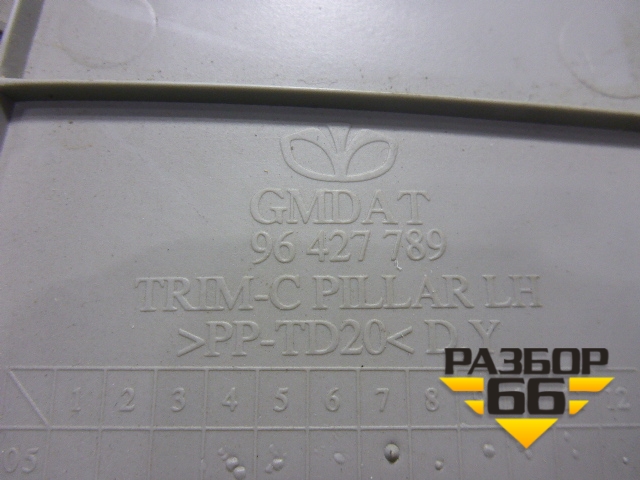 GMDAT
96 427 789
TRIM-C PILLAR LH
>PP-TD20< D.Y
1 2 3 4 5 6 7 8 12
05
РАЗБОР
66